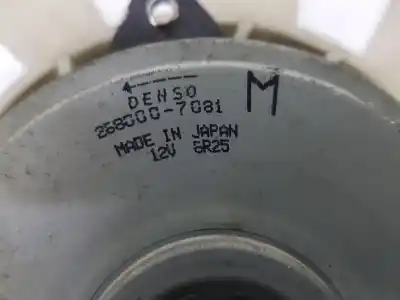 DENSO
M
268000-7081
MADE IN JAPAN
12V 6R25